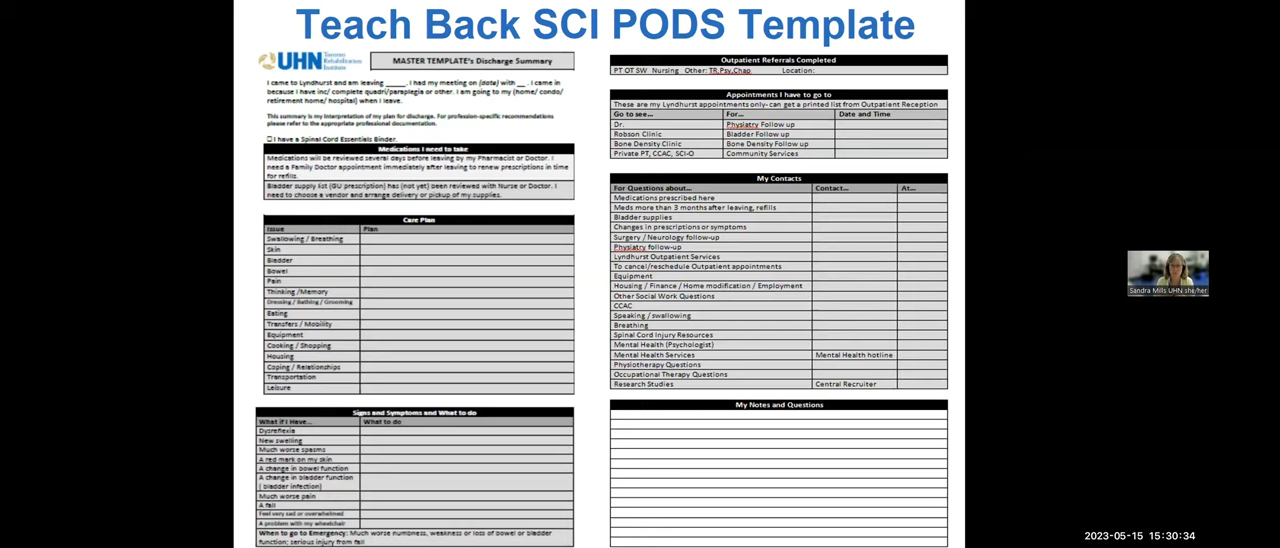 Teach Back SCI PODS Template
UHN Toronto
Rehabilitation
Institute
MASTER TEMPLATE's Discharge Summary
I came to Lyndhurst and am leaving _____. I had my meeting on (date) with __. I came in
because I have inc/ complete quadri/paraplegia or other. I am going to my (home/ condo/
retirement home/ hospital) when I leave.
This summary is my interpretation of my plan for discharge. For profession-specific recommendations
please refer to the appropriate professional documentation.
☐ I have a Spinal Cord Essentials Binder.
Medications I need to take
Medications will be reviewed several days before leaving by my Pharmacist or Doctor. I
need a Family Doctor appointment immediately after leaving to renew prescriptions in time
for refills.
Bladder supply list (GU prescription) has (not yet) been reviewed with Nurse or Doctor. I
need to choose a vendor and arrange delivery or pickup of my supplies.
Care Plan
Issue Plan
Swallowing / Breathing
Skin
Bladder
Bowel
Pain
Thinking /Memory
Dressing / Bathing / Grooming
Eating
Transfers / Mobility
Equipment
Cooking / Shopping
Housing
Coping / Relationships
Transportation
Leisure
Signs and Symptoms and What to do
What if I Have... What to do
Dysreflexia
New swelling
Much worse spasms
A red mark on my skin
A change in bowel function
A change in bladder function
( bladder infection)
Much worse pain
A fall
Feel very sad or overwhelmed
A problem with my wheelchair
When to go to Emergency: Much worse numbness, weakness or loss of bowel or bladder
function; serious injury from fall
Outpatient Referrals Completed
PT OT SW Nursing Other: TR,Psy,Chap Location:
Appointments I have to go to
These are my Lyndhurst appointments only- can get a printed list from Outpatient Reception
Go to see... For... Date and Time
Dr. Physiatry Follow up
Robson Clinic Bladder Follow up
Bone Density Clinic Bone Density Follow up
Private PT, CCAC, SCI-O Community Services
My Contacts
For Questions about... Contact... At...
Medications prescribed here
Meds more than 3 months after leaving, refills
Bladder supplies
Changes in prescriptions or symptoms
Surgery / Neurology follow-up
Physiatry follow-up
Lyndhurst Outpatient Services
To cancel/reschedule Outpatient appointments
Equipment
Housing / Finance / Home modification / Employment
Other Social Work Questions
CCAC
Speaking / swallowing
Breathing
Spinal Cord Injury Resources
Mental Health (Psychologist)
Mental Health Services Mental Health hotline
Physiotherapy Questions
Occupational Therapy Questions
Research Studies Central Recruiter
My Notes and Questions
Sandra Mills UHN she/her
2023-05-15 15:30:34